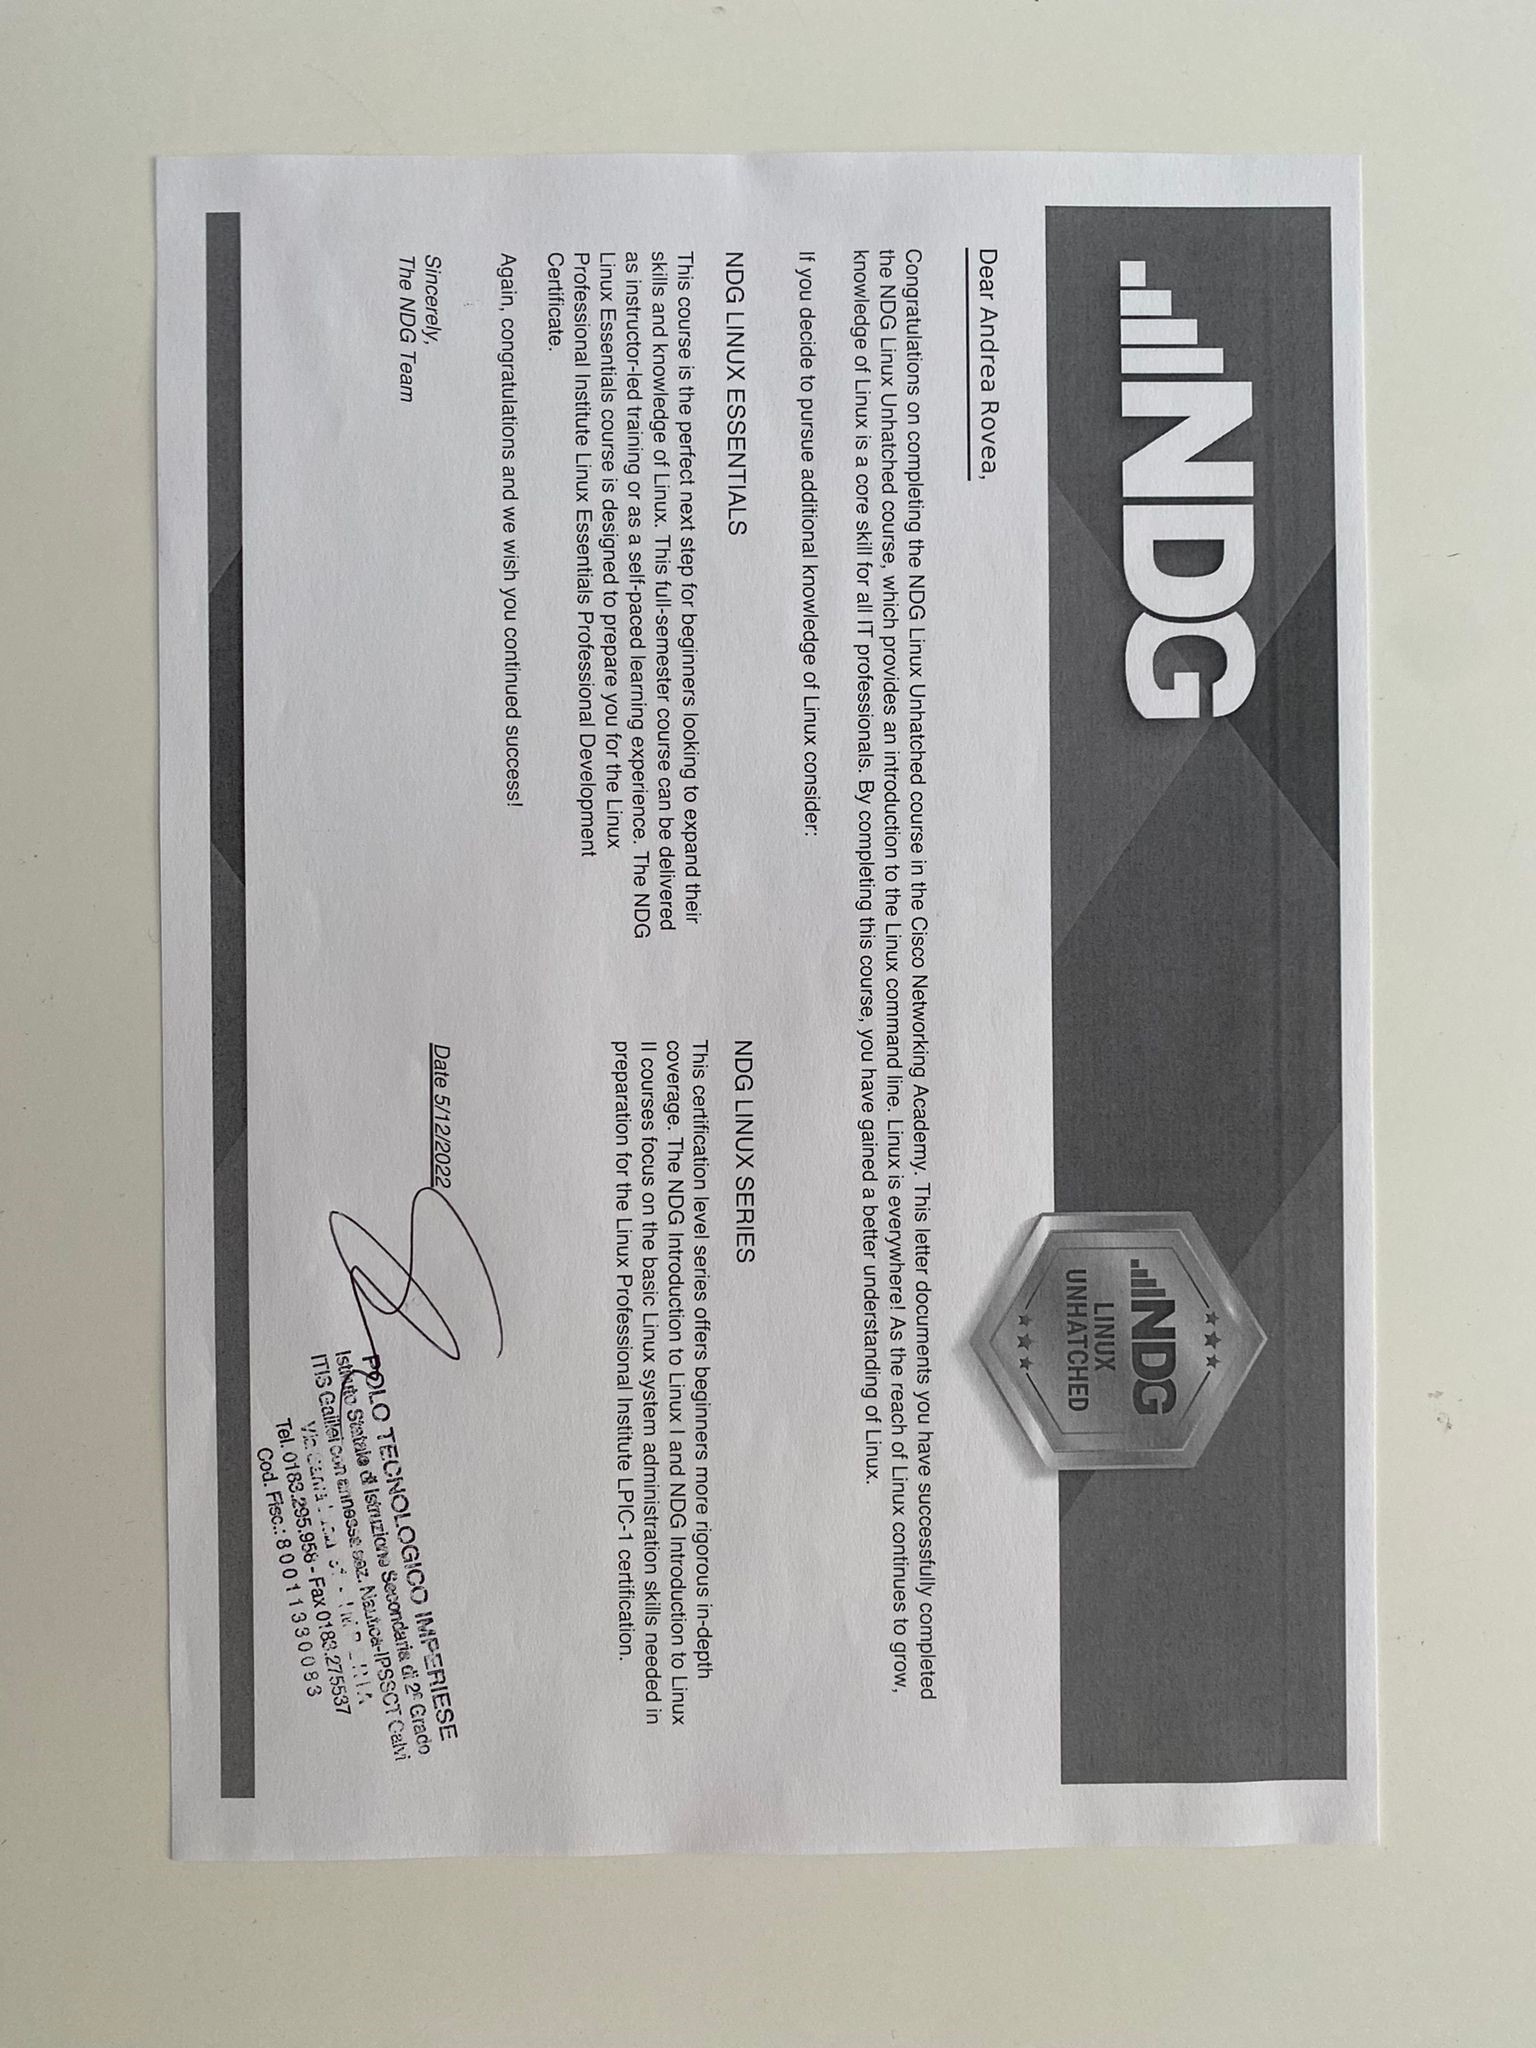 NDG
NDG
LINUX
UNHATCHED
Dear Andrea Rovea,
Congratulations on completing the NDG Linux Unhatched course in the Cisco Networking Academy. This letter documents you have successfully completed
the NDG Linux Unhatched course, which provides an introduction to the Linux command line. Linux is everywhere! As the reach of Linux continues to grow,
knowledge of Linux is a core skill for all IT professionals. By completing this course, you have gained a better understanding of Linux.
If you decide to pursue additional knowledge of Linux consider:
NDG LINUX ESSENTIALS
This course is the perfect next step for beginners looking to expand their
skills and knowledge of Linux. This full-semester course can be delivered
as instructor-led training or as a self-paced learning experience. The NDG
Linux Essentials course is designed to prepare you for the Linux
Professional Institute Linux Essentials Professional Development
Certificate.
NDG LINUX SERIES
This certification level series offers beginners more rigorous in-depth
coverage. The NDG Introduction to Linux I and NDG Introduction to Linux
II courses focus on the basic Linux system administration skills needed in
preparation for the Linux Professional Institute LPIC-1 certification.
Again, congratulations and we wish you continued success!
Sincerely,
The NDG Team
Date 5/12/2022
POLO TECNOLOGICO IMPERIESE
Istituto Statale di Istruzione Secondaria di 2° Grado
ITIS Galilei con annesse sez. Nautica-IPSSCT Calvi
Via
Tel. 0183.295.958 - Fax 0183.275537
Cod. Fisc.: 80011330083